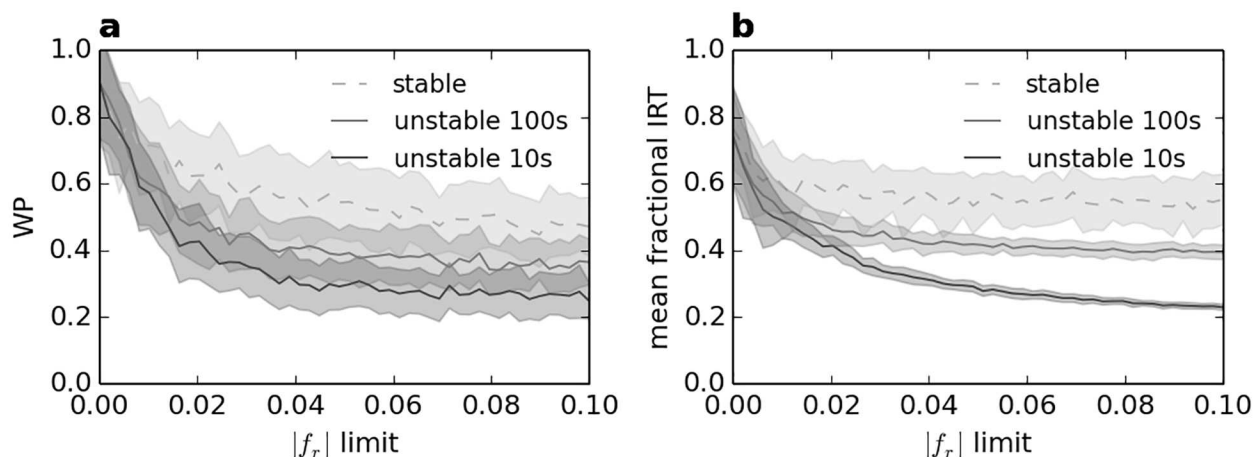 a
WP
1.0
0.8
0.6
0.4
0.2
0.0
stable
unstable 100s
unstable 10s
0.00 0.02 0.04 0.06 0.08 0.10
|f_r| limit
b
mean fractional IRT
1.0
0.8
0.6
0.4
0.2
0.0
stable
unstable 100s
unstable 10s
0.00 0.02 0.04 0.06 0.08 0.10
|f_r| limit